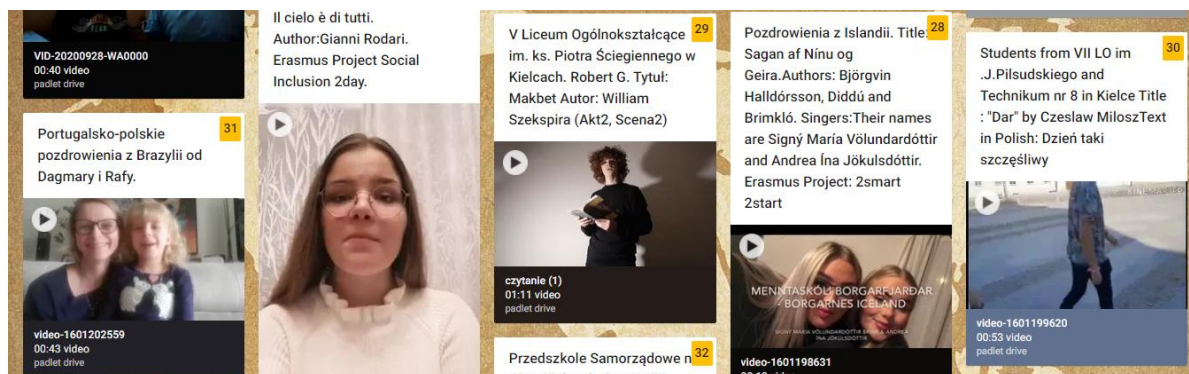 VID-20200928-WA0000
00:40 video
padlet drive
31
Portugalsko-polskie
pozdrowienia z Brazylii od
Dagmary i Rafy.
video-1601202559
00:43 video
padlet drive
Il cielo è di tutti.
Author:Gianni Rodari.
Erasmus Project Social
Inclusion 2day.
29
V Liceum Ogólnokształcące
im. ks. Piotra Ściegiennego w
Kielcach. Robert G. Tytuł:
Makbet Autor: William
Szekspira (Akt2, Scena2)
czytanie (1)
01:11 video
padlet drive
32
Przedszkole Samorządowe n
28
Pozdrowienia z Islandii. Title:
Sagan af Nínu og
Geira.Authors: Björgvin
Halldórsson, Diddú and
Brimkló. Singers:Their names
are Signý María Völundardóttir
and Andrea Ína Jökulsdóttir.
Erasmus Project: 2smart
2start
MENNTASKÓLI BORGARFJARÐAR
- BORGARNES ICELAND
video-1601198631
30
Students from VII LO im
.J.Pilsudskiego and
Technikum nr 8 in Kielce Title
: "Dar" by Czeslaw MiloszText
in Polish: Dzień taki
szczęśliwy
video-1601199620
00:53 video
padlet drive